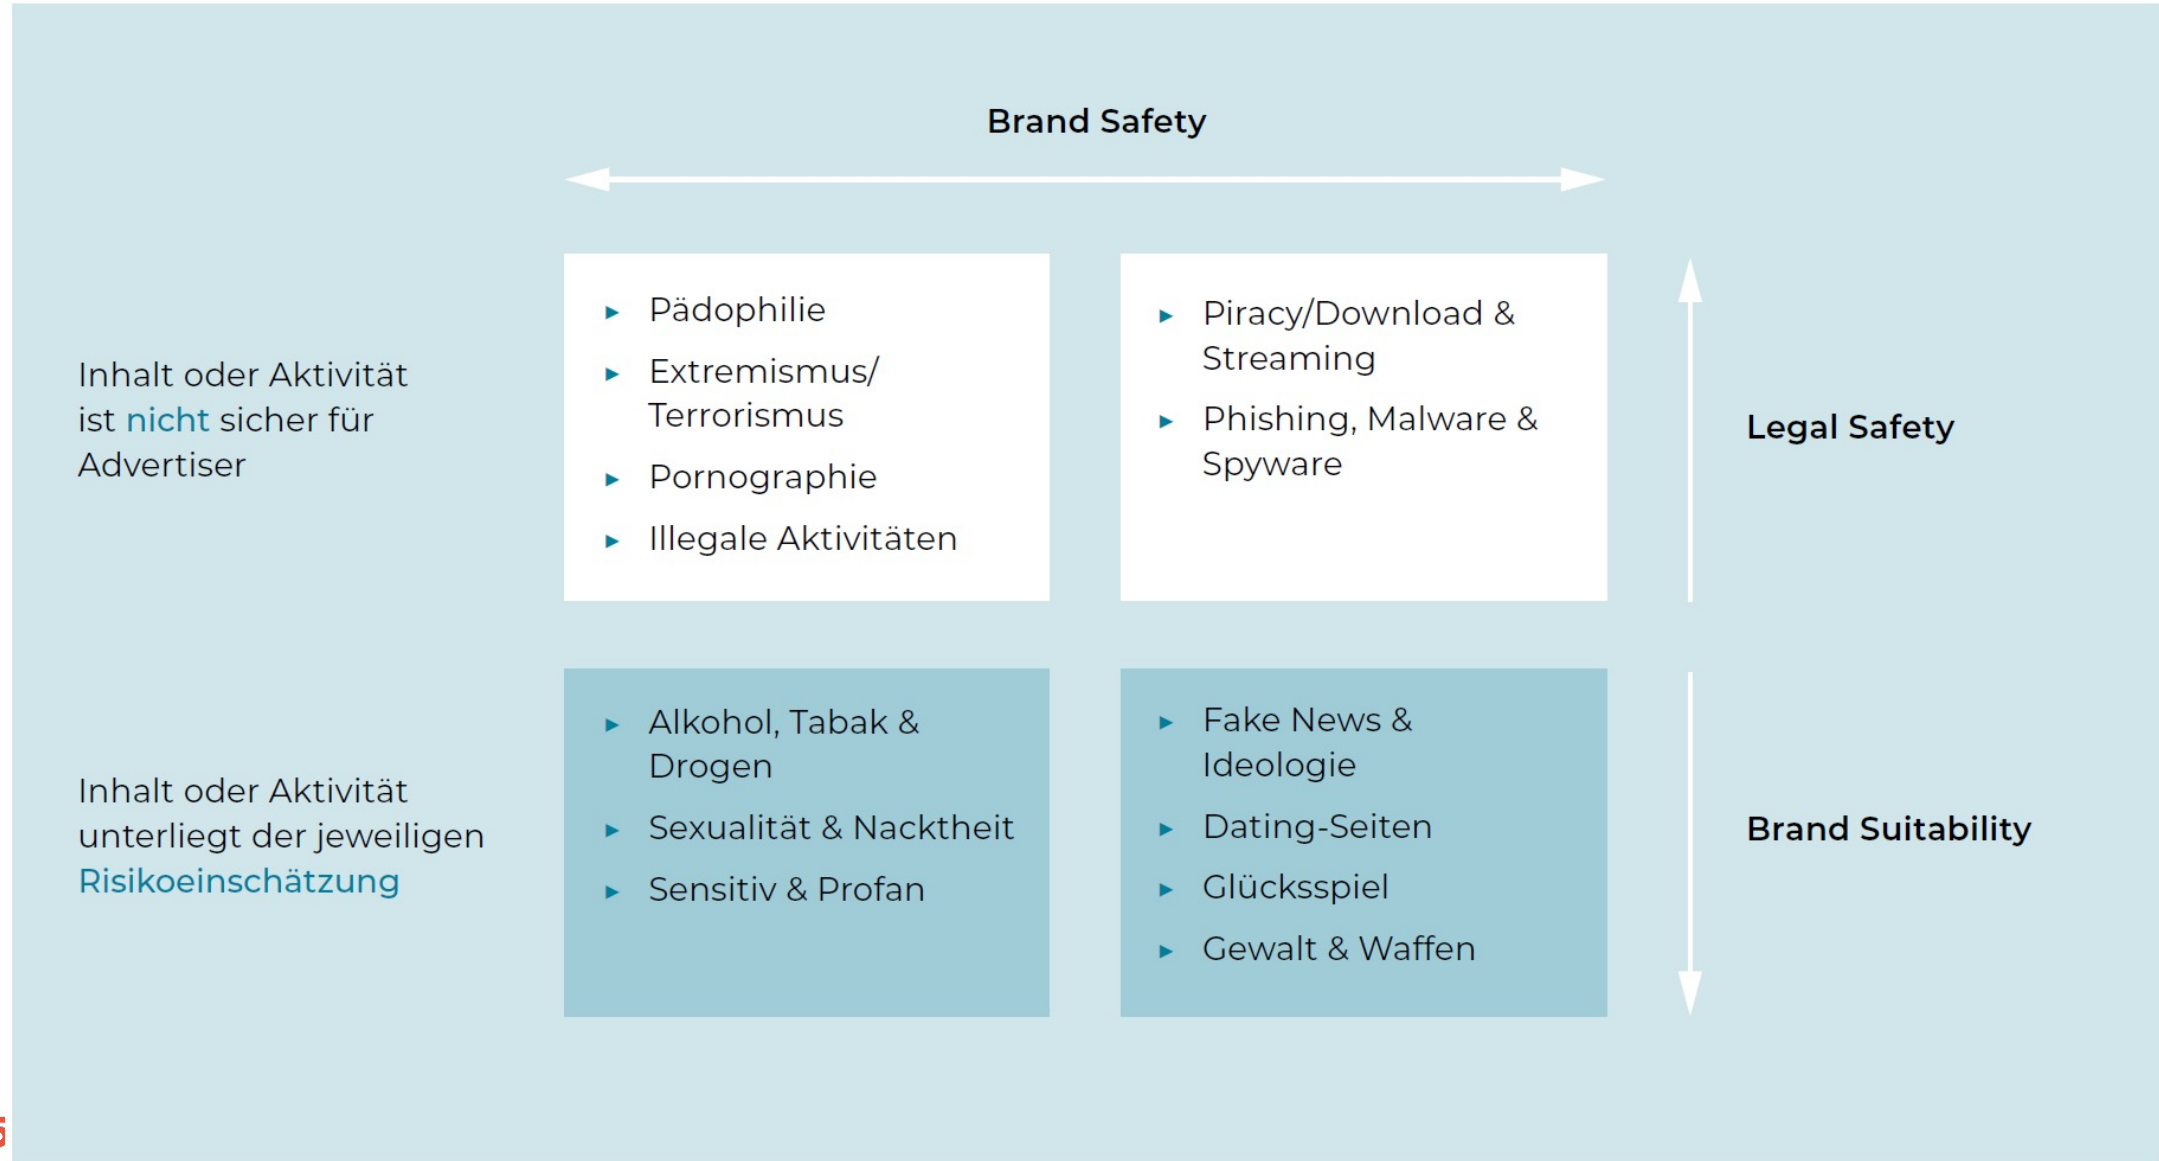 Brand Safety
Inhalt oder Aktivität
ist nicht sicher für
Advertiser
▸ Pädophilie
▸ Extremismus/
Terrorismus
▸ Pornographie
▸ Illegale Aktivitäten
▸ Piracy/Download &
Streaming
▸ Phishing, Malware &
Spyware
Legal Safety
Inhalt oder Aktivität
unterliegt der jeweiligen
Risikoeinschätzung
▸ Alkohol, Tabak &
Drogen
▸ Sexualität & Nacktheit
▸ Sensitiv & Profan
▸ Fake News &
Ideologie
▸ Dating-Seiten
▸ Glücksspiel
▸ Gewalt & Waffen
Brand Suitability